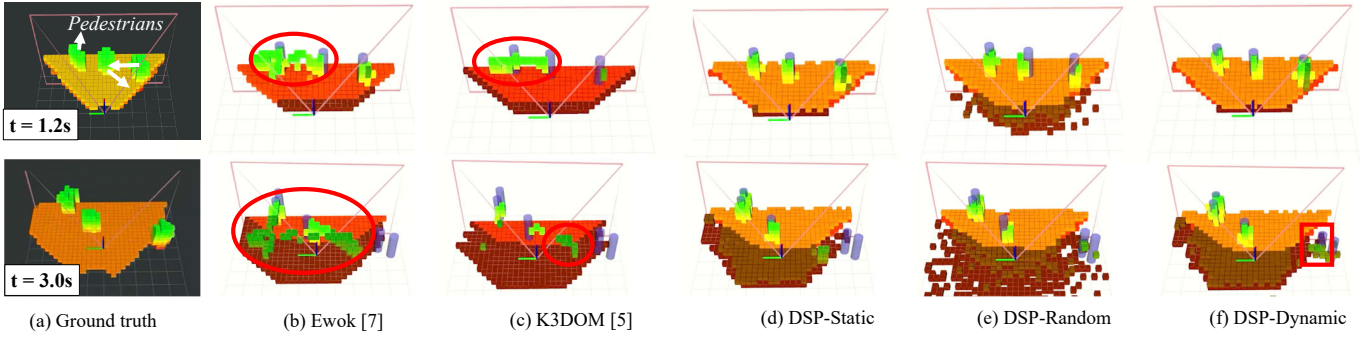 Pedestrians
t = 1.2s
t = 3.0s
(a) Ground truth
(b) Ewok [7]
(c) K3DOM [5]
(d) DSP-Static
(e) DSP-Random
(f) DSP-Dynamic